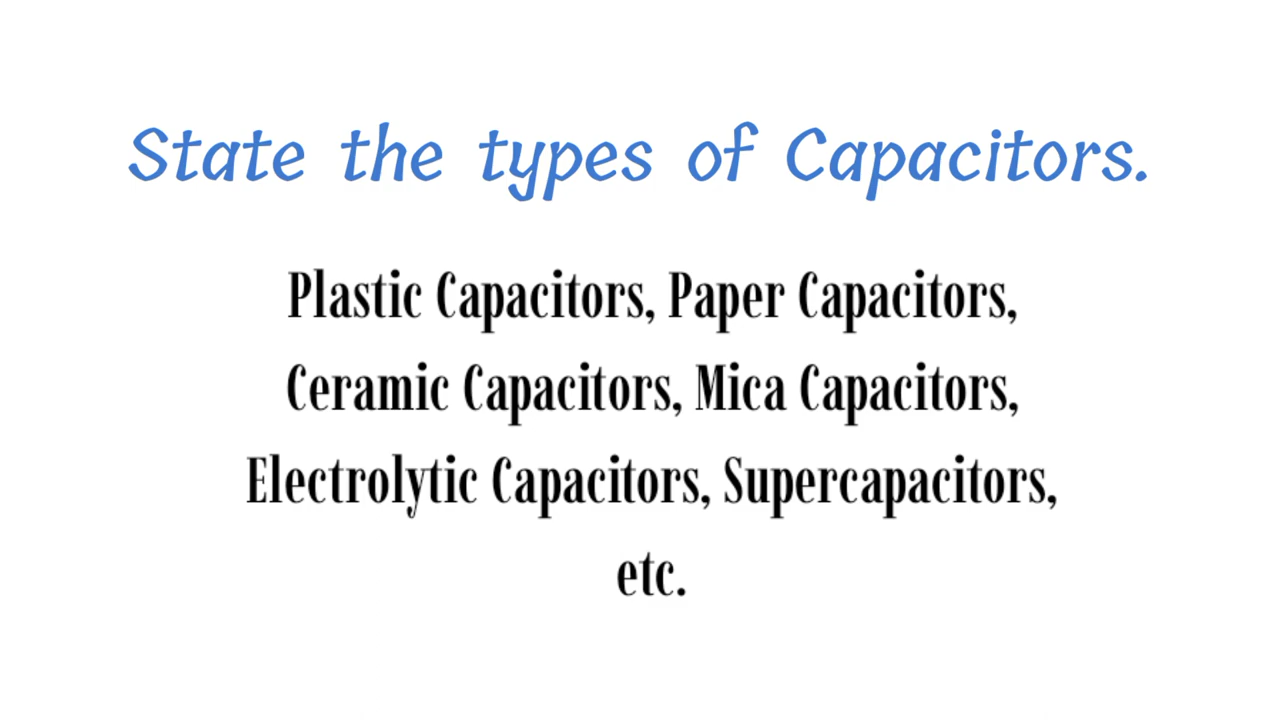 State the types of Capacitors.
Plastic Capacitors, Paper Capacitors,
Ceramic Capacitors, Mica Capacitors,
Electrolytic Capacitors, Supercapacitors,
etc.